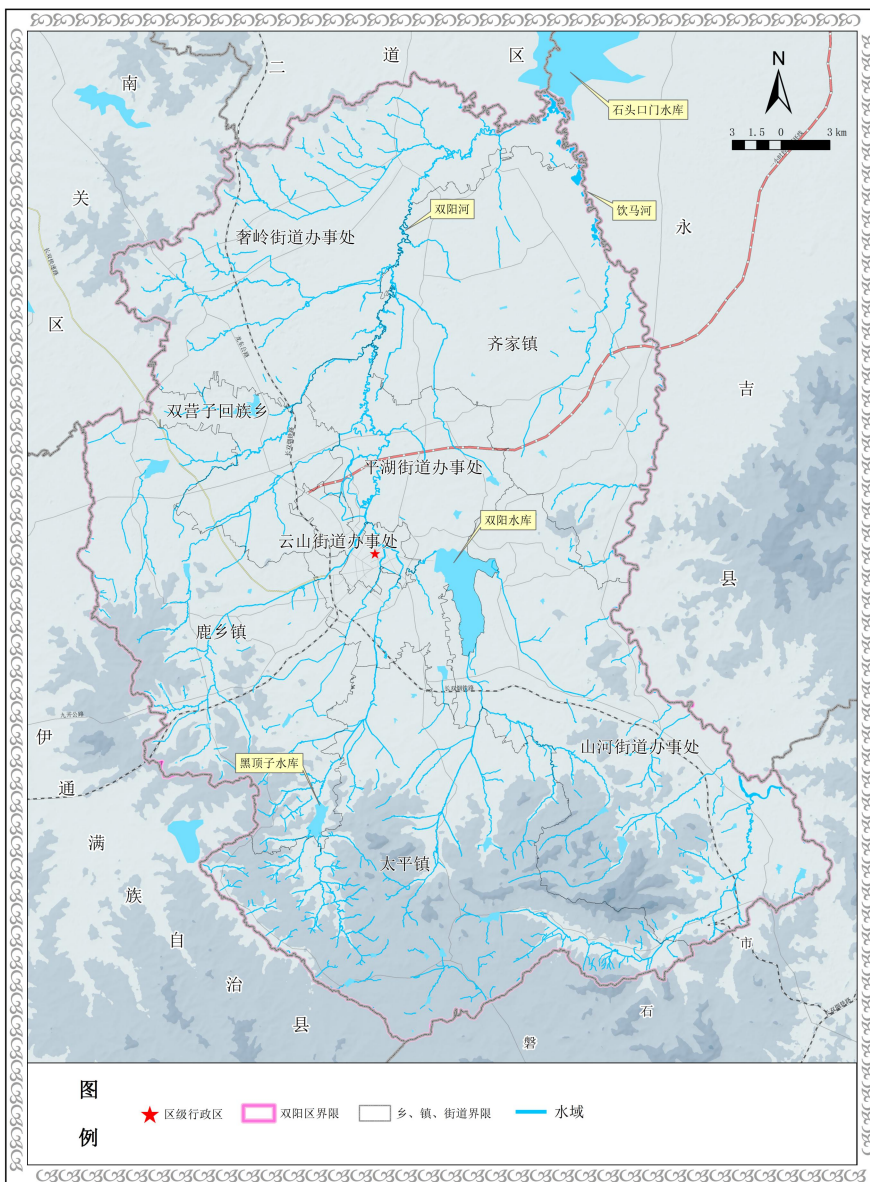 二道区
南关区
N
石头口门水库
3 1.5 0 3 km
双阳河
饮马河
奢岭街道办事处
永吉县
齐家镇
双营子回族乡
平湖街道办事处
双阳水库
云山街道办事处
鹿乡镇
伊通满族自治县
山河街道办事处
黑顶子水库
太平镇
磐石市
图例
区级行政区
双阳区界限
乡、镇、街道界限
水域